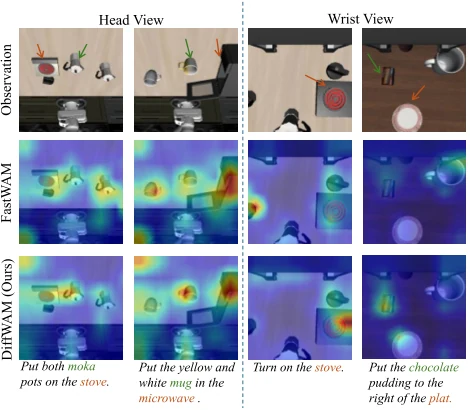 Head View
Wrist View
Observation
FastWAM
DiffWAM (Ours)
Put both moka
pots on the stove.
Put the yellow and
white mug in the
microwave .
Turn on the stove.
Put the chocolate
pudding to the
right of the plat.